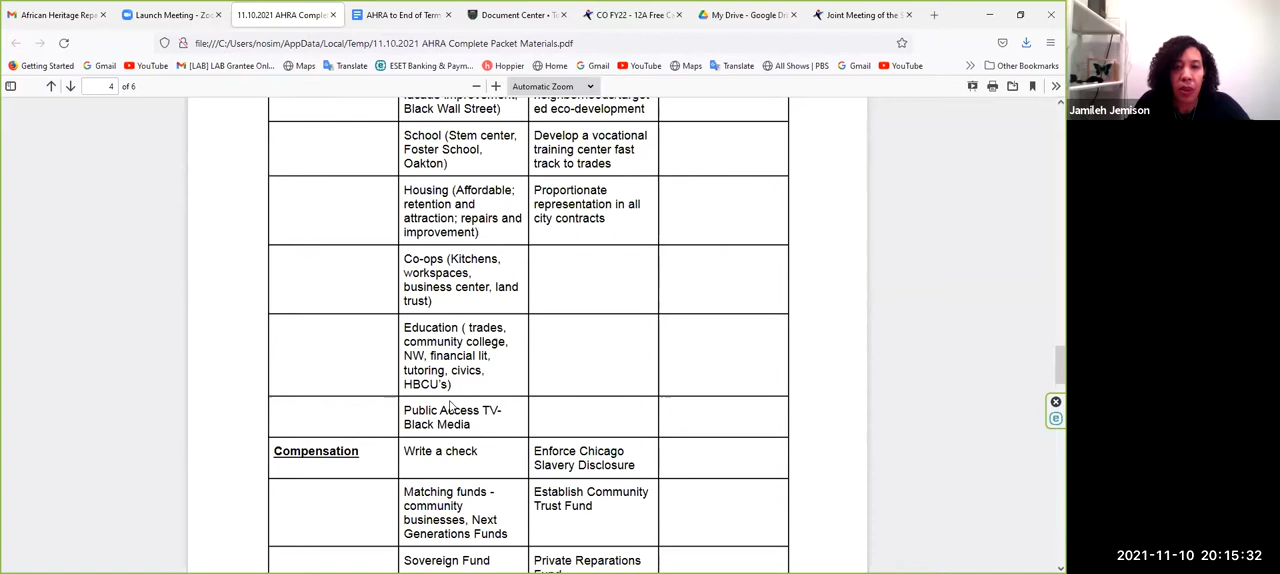 African Heritage Repa
Launch Meeting - Zoo
11.10.2021 AHRA Comple
AHRA to End of Term
Document Center • To
CO FY22 - 12A Free Ca
My Drive - Google Dri
Joint Meeting of the S
file:///C:/Users/nosim/AppData/Local/Temp/11.10.2021 AHRA Complete Packet Materials.pdf
Getting Started
Gmail
YouTube
[LAB] LAB Grantee Onl...
Maps
Translate
ESET Banking & Paym...
Hoppier
Home
Gmail
YouTube
Maps
Translate
All Shows | PBS
Gmail
YouTube
Other Bookmarks
4 of 6
Automatic Zoom
Jamileh Jemison
Black Wall Street)
ed eco-development
School (Stem center,
Foster School,
Oakton)
Develop a vocational
training center fast
track to trades
Housing (Affordable;
retention and
attraction; repairs and
improvement)
Proportionate
representation in all
city contracts
Co-ops (Kitchens,
workspaces,
business center, land
trust)
Education ( trades,
community college,
NW, financial lit,
tutoring, civics,
HBCU's)
Public Access TV-
Black Media
Compensation
Write a check
Enforce Chicago
Slavery Disclosure
Matching funds -
community
businesses, Next
Generations Funds
Establish Community
Trust Fund
Sovereign Fund
Private Reparations
2021-11-10 20:15:32